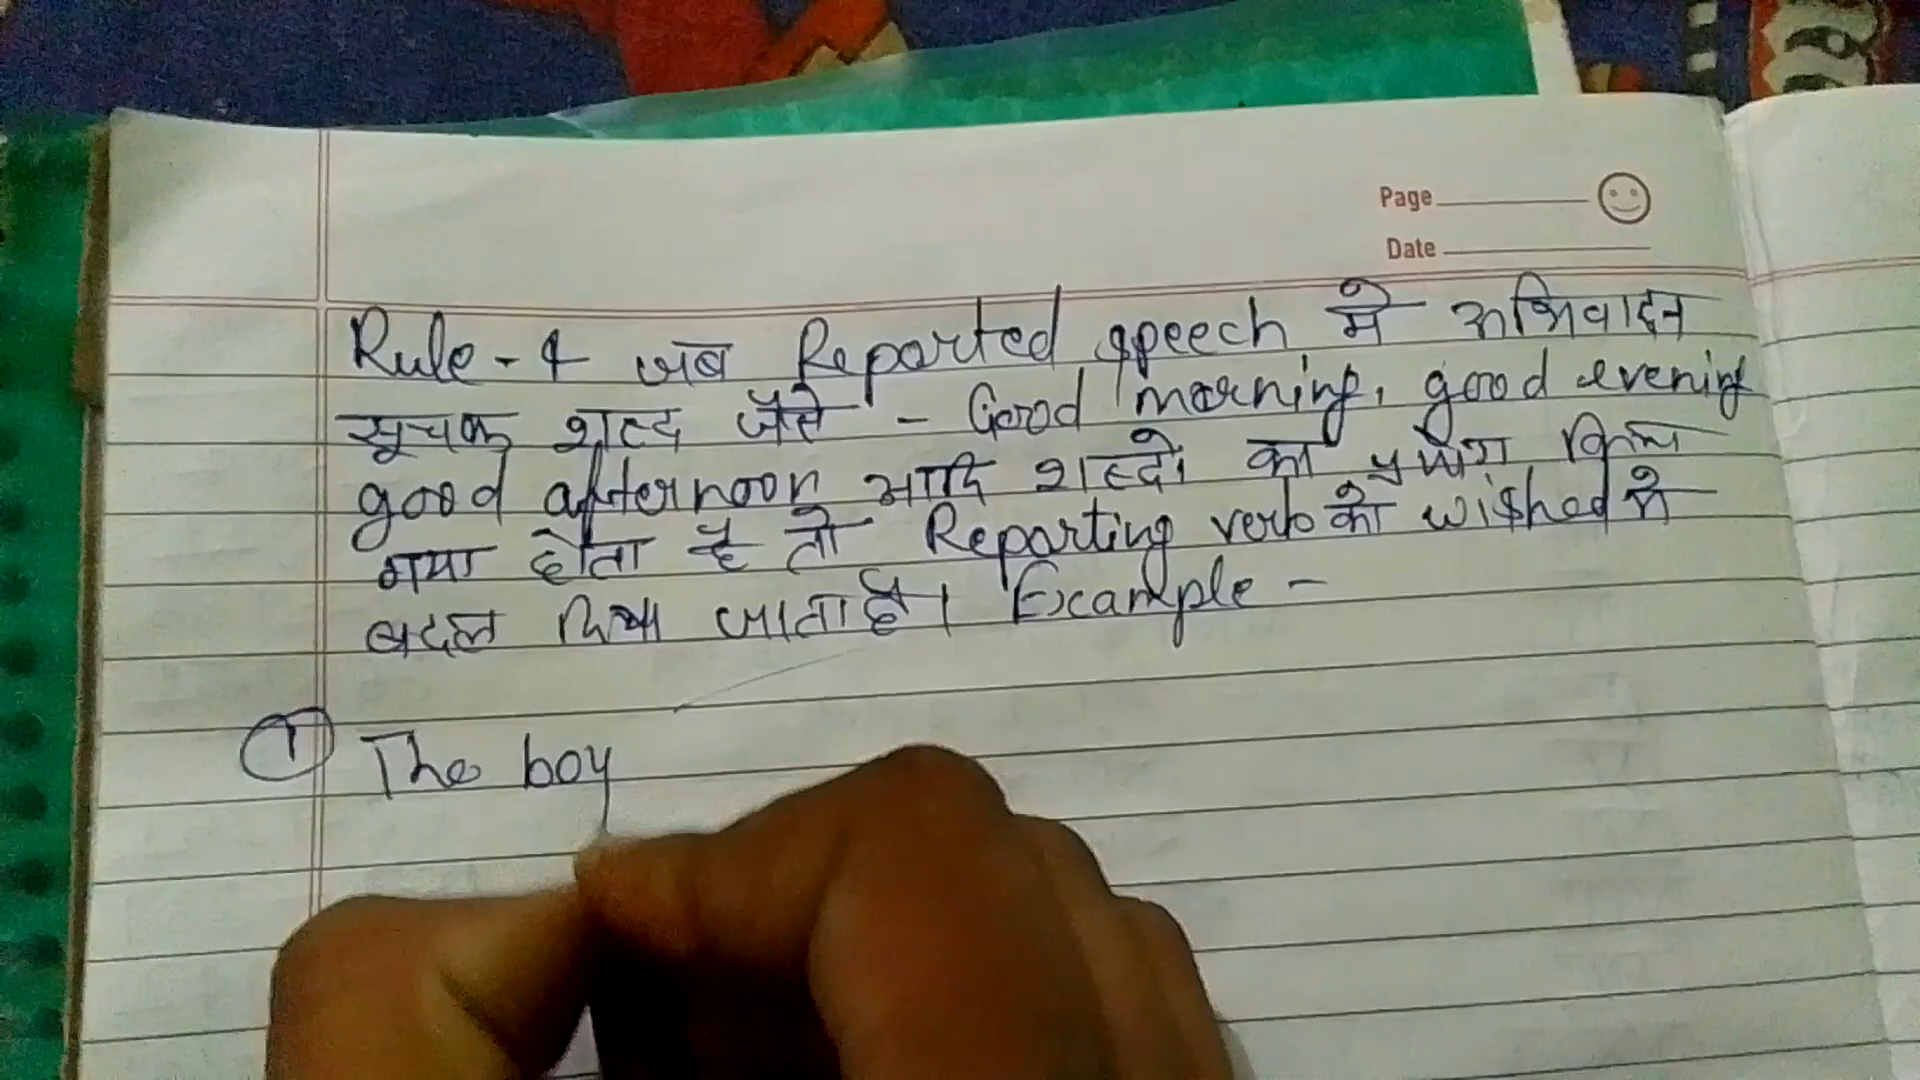 Page
Date
Rule - 4 जब Reported speech में अभिवादन
सूचक शब्द जैसे - Good morning, good evening
good afternoon आदि शब्दों का प्रयोग किया
गया होता है तो Reporting verb को wished में
बदल दिया जाता है। Example -
① The boy